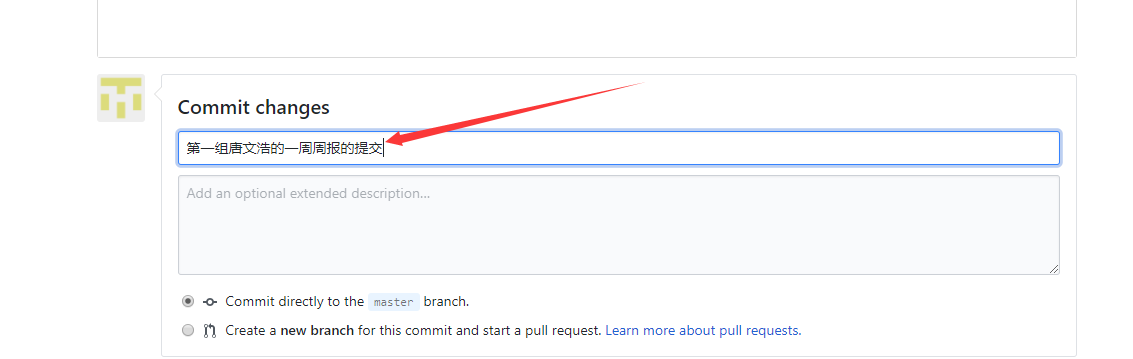 Commit changes
第一组唐文浩的一周周报的提交
Add an optional extended description...
Commit directly to the master branch.
Create a new branch for this commit and start a pull request. Learn more about pull requests.